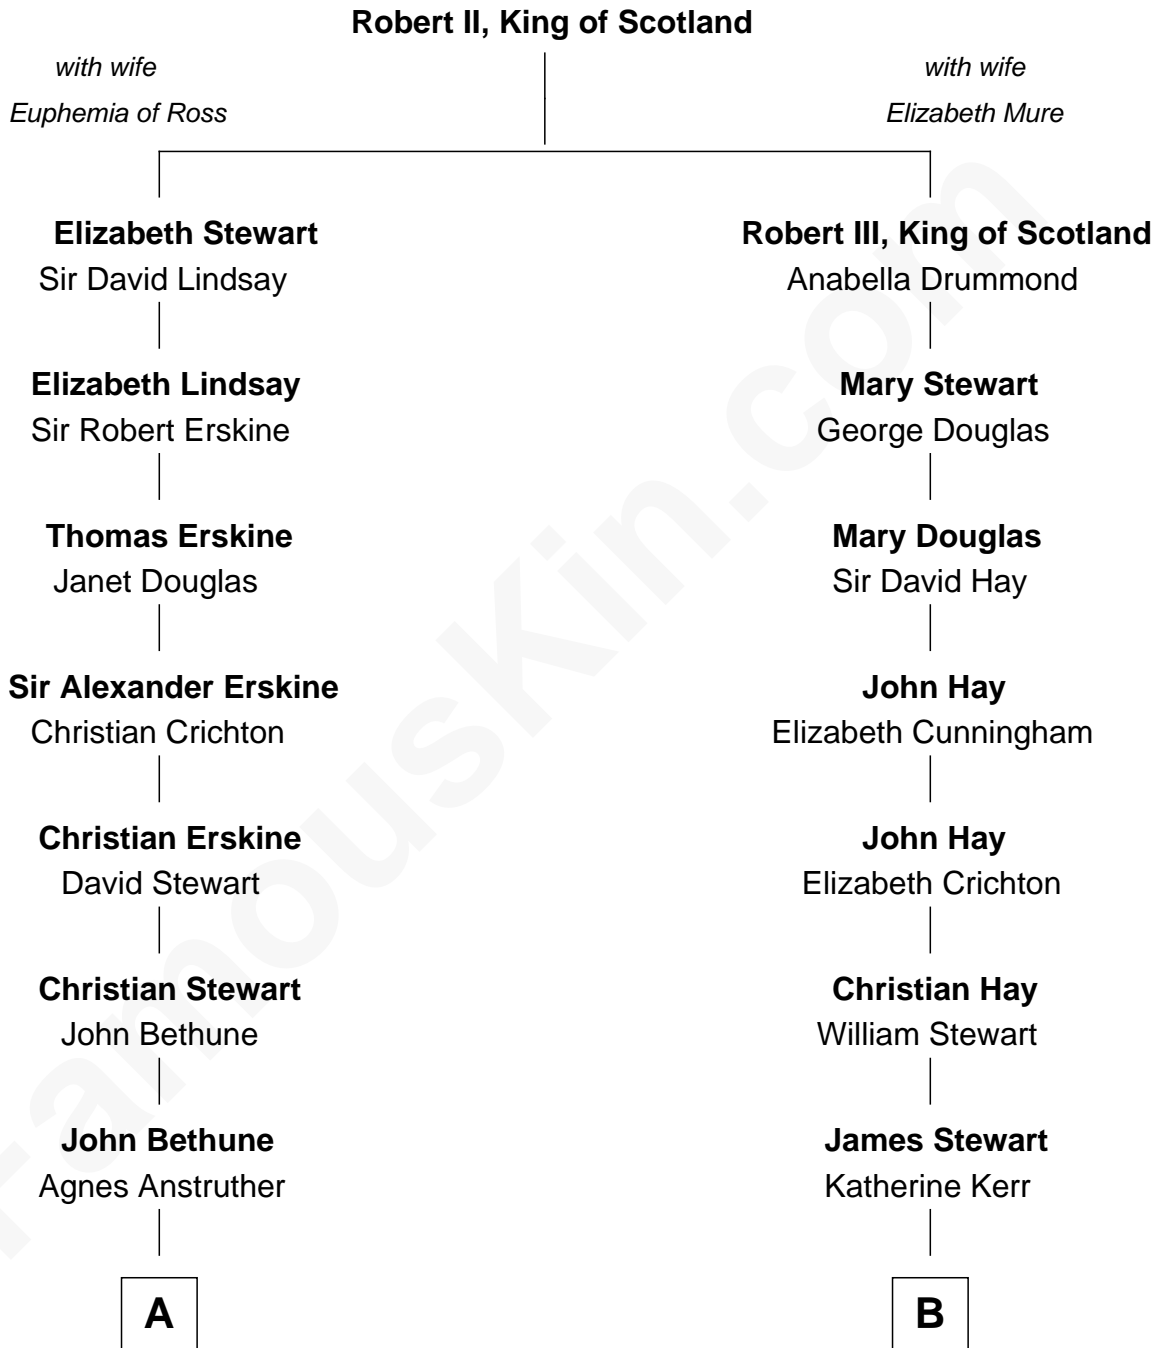 Robert II, King of Scotland
with wife
Euphemia of Ross
with wife
Elizabeth Mure
Elizabeth Stewart
Sir David Lindsay
Robert III, King of Scotland
Anabella Drummond
Elizabeth Lindsay
Sir Robert Erskine
Mary Stewart
George Douglas
Thomas Erskine
Janet Douglas
Mary Douglas
Sir David Hay
Sir Alexander Erskine
Christian Crichton
John Hay
Elizabeth Cunningham
Christian Erskine
David Stewart
John Hay
Elizabeth Crichton
Christian Stewart
John Bethune
Christian Hay
William Stewart
John Bethune
Agnes Anstruther
James Stewart
Katherine Kerr
A
B
FamousKin.com